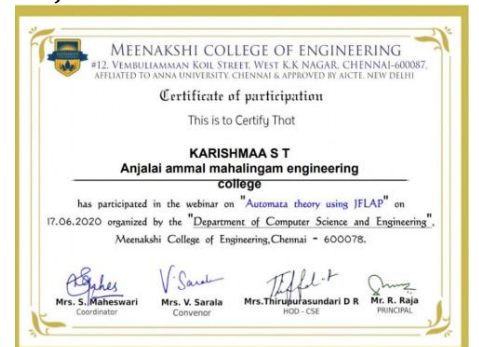 MEENAKSHI COLLEGE OF ENGINEERING
#12, VEMBULIAMMAN KOIL STREET, WEST K.K NAGAR, CHENNAI-600087.
AFFLIATED TO ANNA UNIVERSITY, CHENNAI & APPROVED BY AICTE, NEW DELHI
Certificate of participation
This is to Certify That
KARISHMAA S T
Anjalai ammal mahalingam engineering
college
has participated in the webinar on "Automata theory using JFLAP" on
17.06.2020 organized by the "Department of Computer Science and Engineering",
Meenakshi College of Engineering,Chennai - 600078.
V. Sarala
Mrs. S. Maheswari Mrs. V. Sarala Mrs.Thirupurasundari D R Mr. R. Raja
Coordinator Convenor HOD - CSE PRINCIPAL